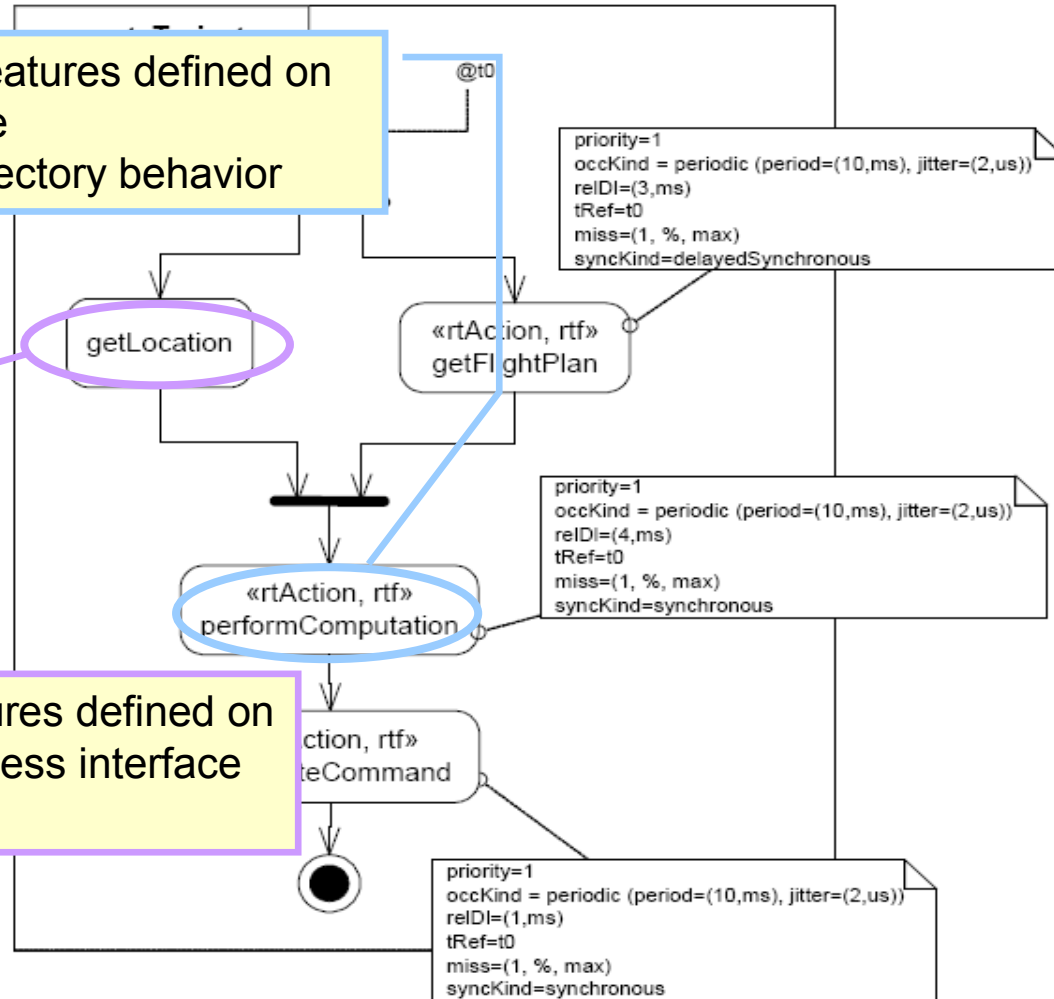 eatures defined on
e
ectory behavior
@t0
priority=1
occKind = periodic (period=(10,ms), jitter=(2,us))
relDl=(3,ms)
tRef=t0
miss=(1, %, max)
syncKind=delayedSynchronous
getLocation
«rtAction, rtf»
getFlightPlan
priority=1
occKind = periodic (period=(10,ms), jitter=(2,us))
relDl=(4,ms)
tRef=t0
miss=(1, %, max)
syncKind=synchronous
«rtAction, rtf»
performComputation
ures defined on
ess interface
ction, rtf»
teCommand
priority=1
occKind = periodic (period=(10,ms), jitter=(2,us))
relDl=(1,ms)
tRef=t0
miss=(1, %, max)
syncKind=synchronous